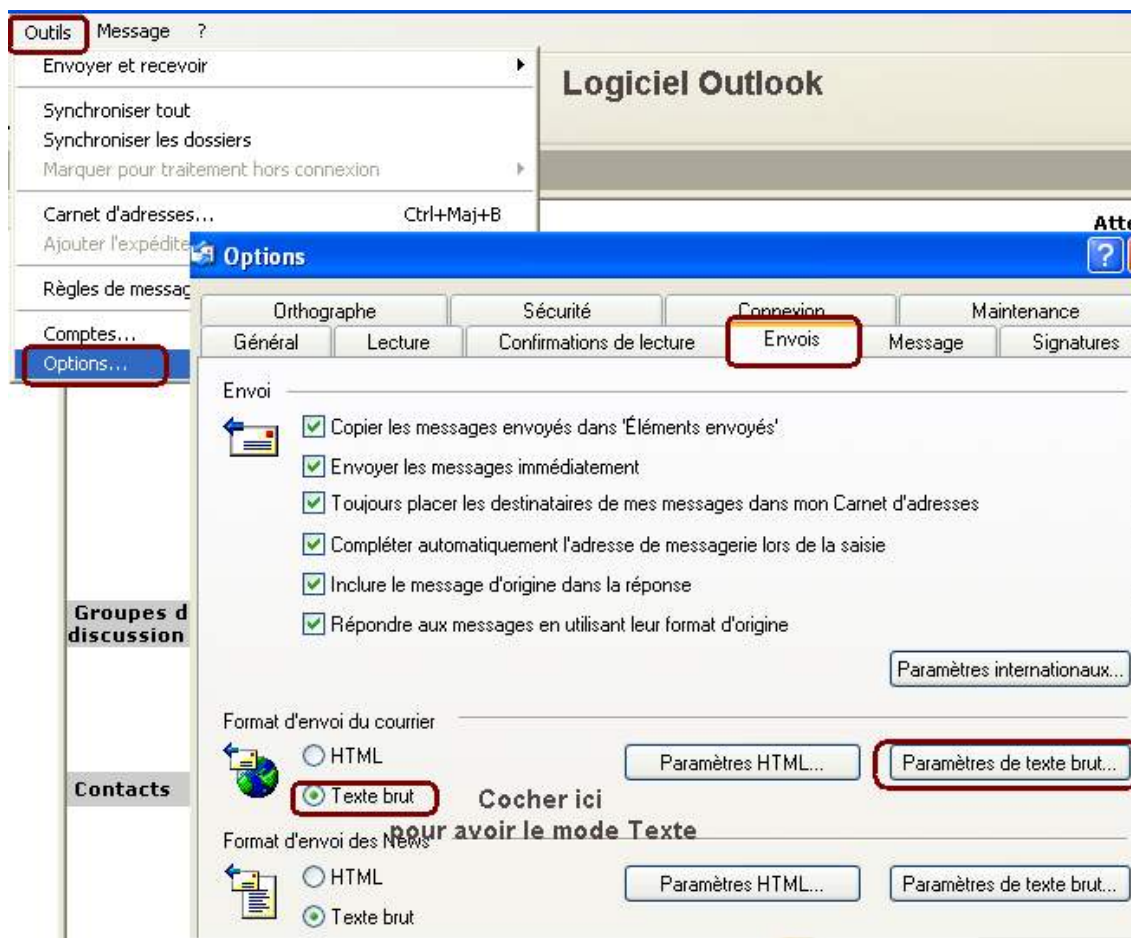 Outils Message ?
Envoyer et recevoir
Logiciel Outlook
Synchroniser tout
Synchroniser les dossiers
Marquer pour traitement hors connexion
Carnet d'adresses... Ctrl+Maj+B
Ajouter l'expédite
Règles de messag
Comptes...
Options...
Options ?
Orthographe Sécurité Connexion Maintenance
Général Lecture Confirmations de lecture Envois Message Signatures
Envoi
Copier les messages envoyés dans 'Éléments envoyés'
Envoyer les messages immédiatement
Toujours placer les destinataires de mes messages dans mon Carnet d'adresses
Compléter automatiquement l'adresse de messagerie lors de la saisie
Inclure le message d'origine dans la réponse
Répondre aux messages en utilisant leur format d'origine
Groupes d
discussion
Paramètres internationaux...
Format d'envoi du courrier
HTML Paramètres HTML... Paramètres de texte brut...
Contacts
Texte brut Cocher ici
pour avoir le mode Texte
Format d'envoi des News
HTML Paramètres HTML... Paramètres de texte brut...
Texte brut